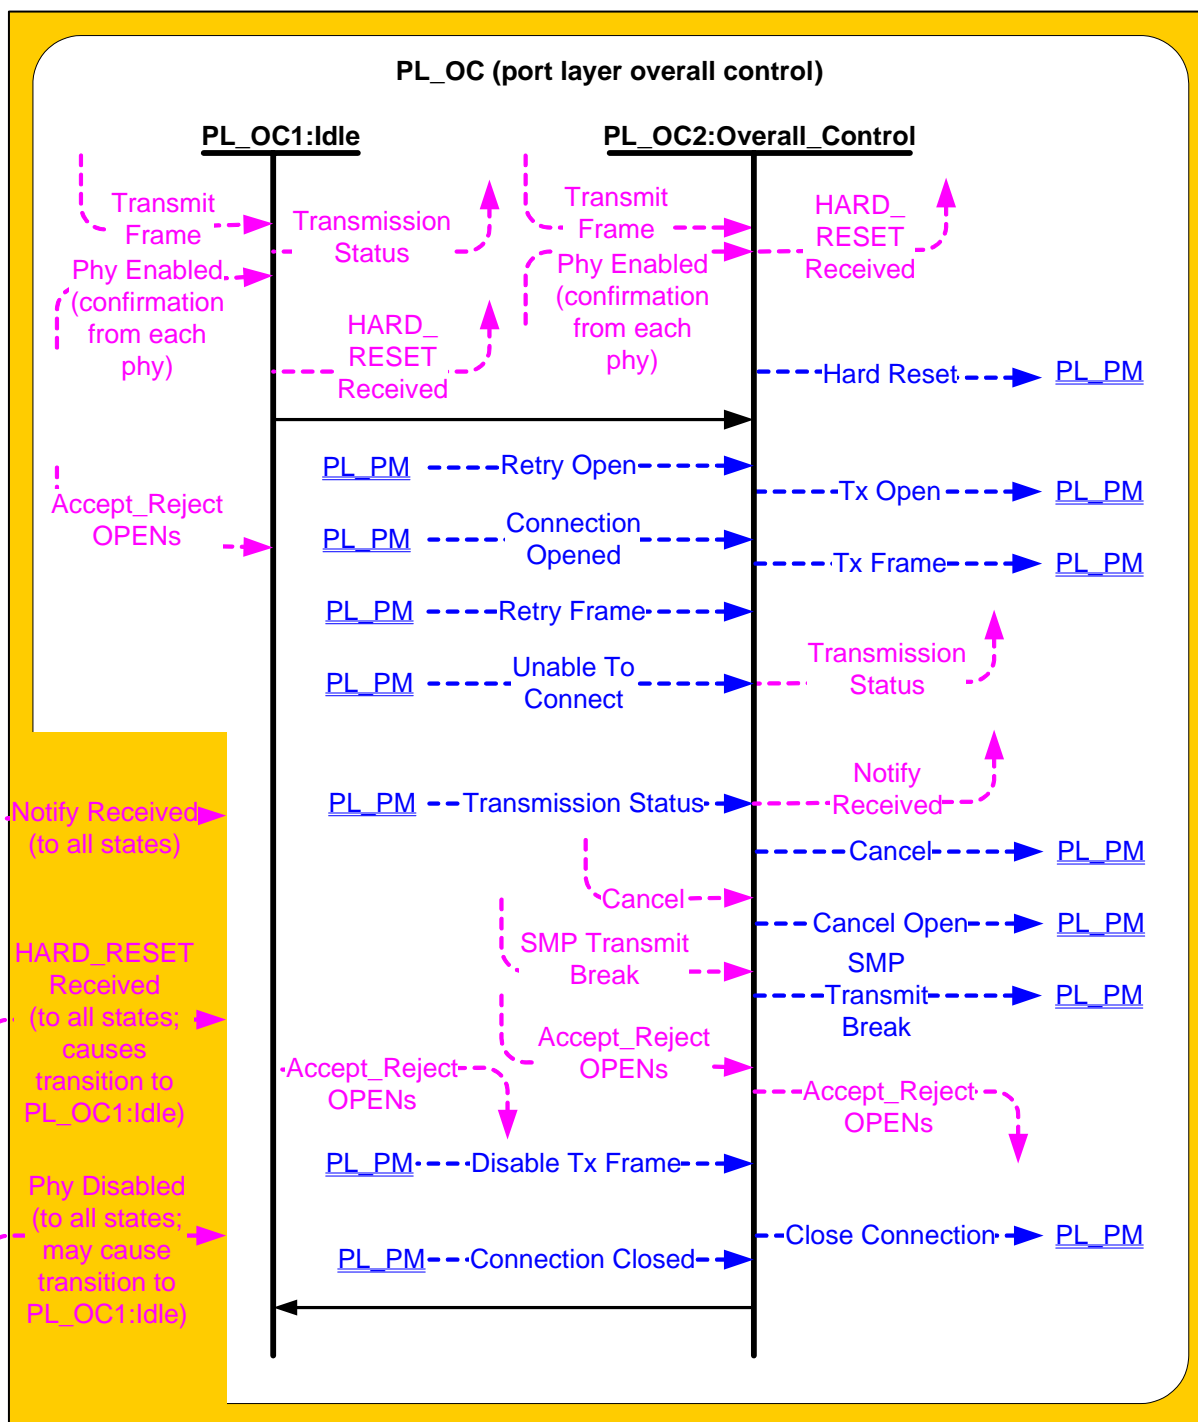 PL_OC (port layer overall control)
PL_OC1:Idle
PL_OC2:Overall_Control
Transmit
Frame
Phy Enabled
(confirmation
from each
phy)
Transmission
Status
HARD_
RESET
Received
Transmit
Frame
Phy Enabled
(confirmation
from each
phy)
HARD_
RESET
Received
Hard Reset
PL_PM
PL_PM
Retry Open
Tx Open
PL_PM
Accept_Reject
OPENs
PL_PM
Connection
Opened
Tx Frame
PL_PM
PL_PM
Retry Frame
PL_PM
Unable To
Connect
Transmission
Status
Notify Received
(to all states)
PL_PM
Transmission Status
Notify
Received
Cancel
PL_PM
Cancel
Cancel Open
PL_PM
HARD_RESET
Received
(to all states;
causes
transition to
PL_OC1:Idle)
SMP Transmit
Break
SMP
Transmit
Break
PL_PM
Accept_Reject
OPENs
Accept_Reject
OPENs
Accept_Reject
OPENs
PL_PM
Disable Tx Frame
Phy Disabled
(to all states;
may cause
transition to
PL_OC1:Idle)
Close Connection
PL_PM
PL_PM
Connection Closed